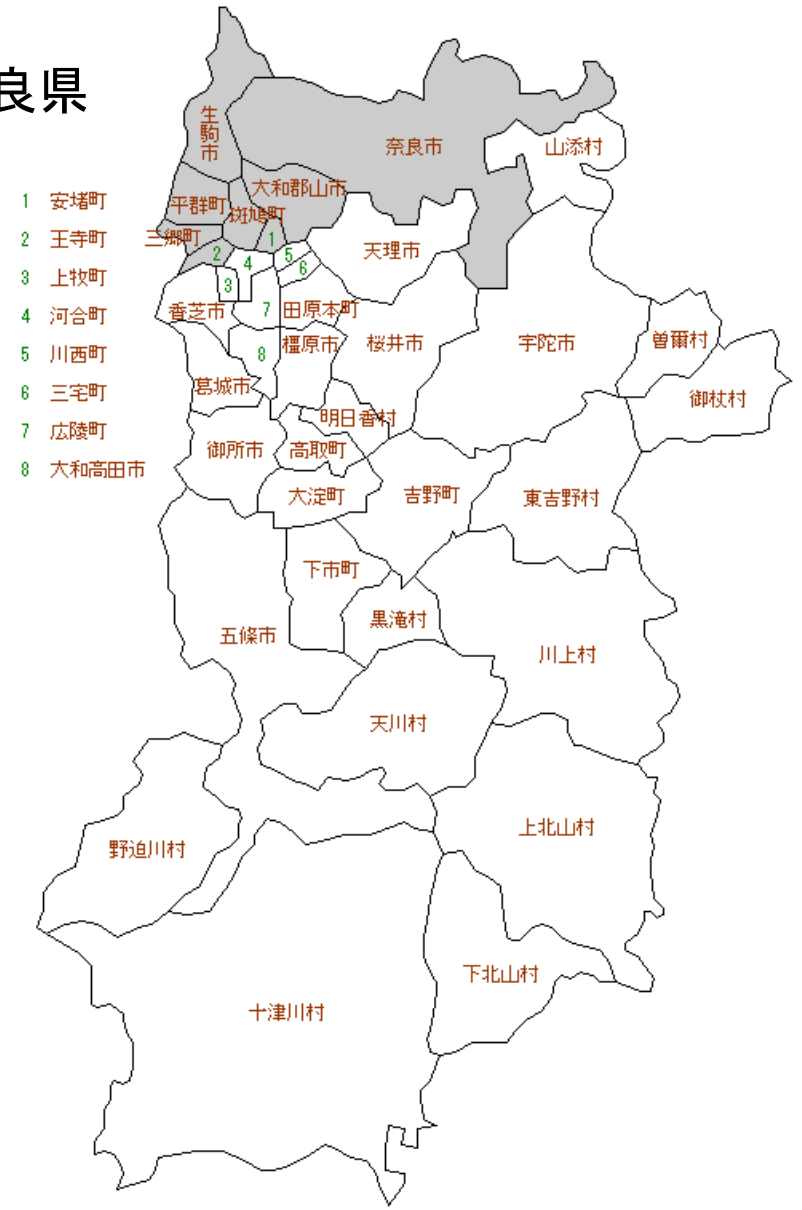 良県
生駒市
奈良市
山添村
大和郡山市
1 安堵町
平群町
斑鳩町
2 王寺町
三郷町
1
天理市
2
5
3 上牧町
4
6
3
4 河合町
香芝市
7
田原本町
5 川西町
橿原市
桜井市
宇陀市
曽爾村
8
6 三宅町
葛城市
御杖村
7 広陵町
明日香村
御所市
高取町
8 大和高田市
大淀町
吉野町
東吉野村
下市町
黒滝村
五條市
川上村
天川村
上北山村
野迫川村
下北山村
十津川村